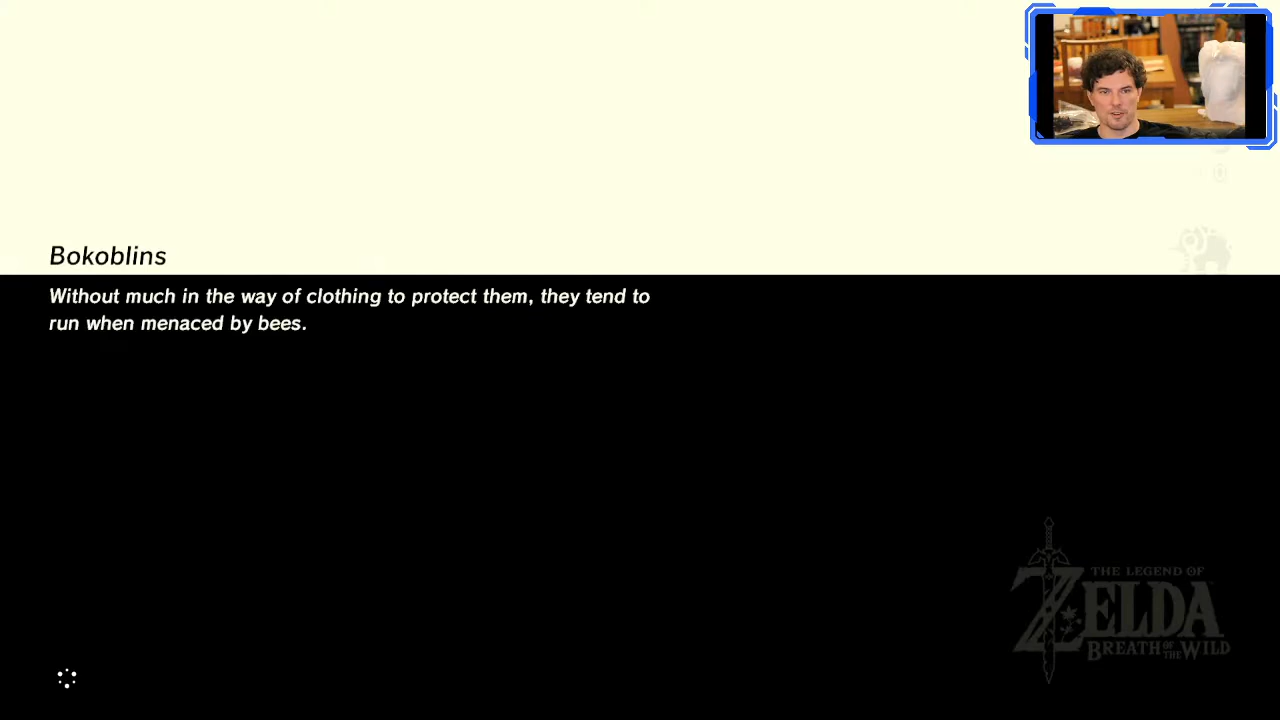 Bokoblins
Without much in the way of clothing to protect them, they tend to
run when menaced by bees.
THE LEGEND OF
ZELDA
BREATH OF THE WILD